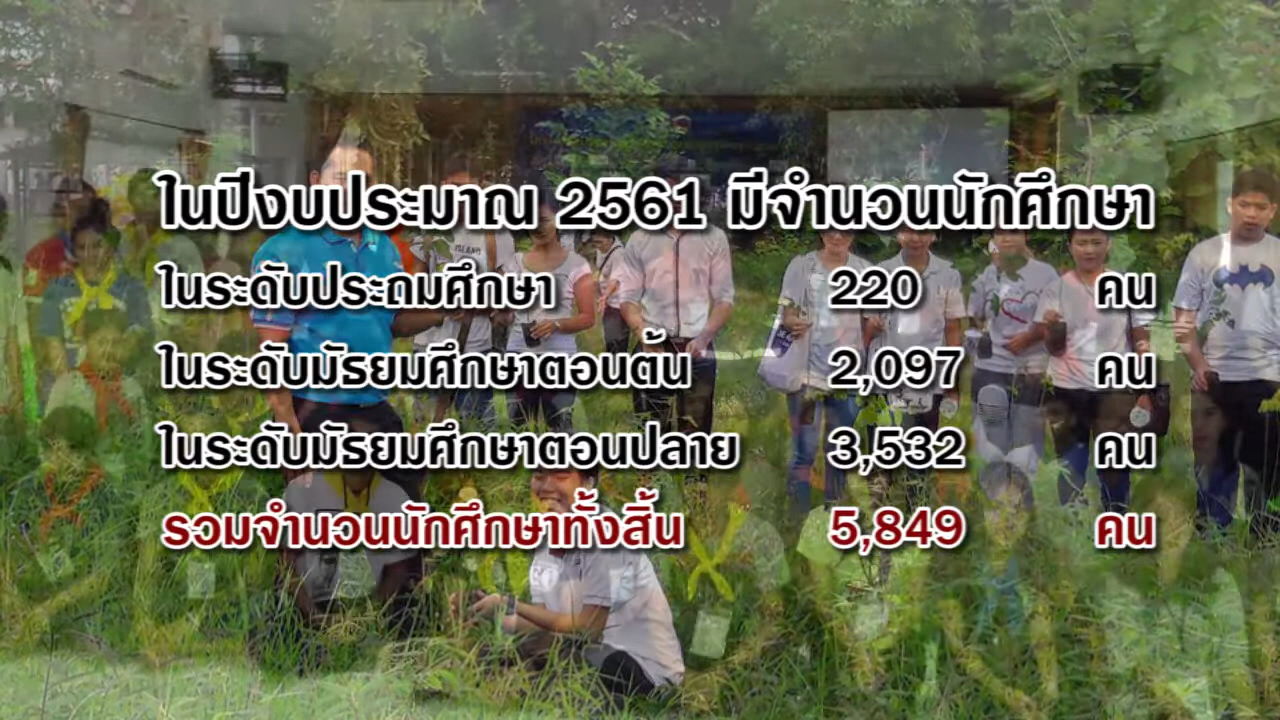 ในปีงบประมาณ 2561 มีจำนวนนักศึกษา
ในระดับประถมศึกษา 220 คน
ในระดับมัธยมศึกษาตอนต้น 2,097 คน
ในระดับมัธยมศึกษาตอนปลาย 3,532 คน
รวมจำนวนนักศึกษาทั้งสิ้น 5,849 คน